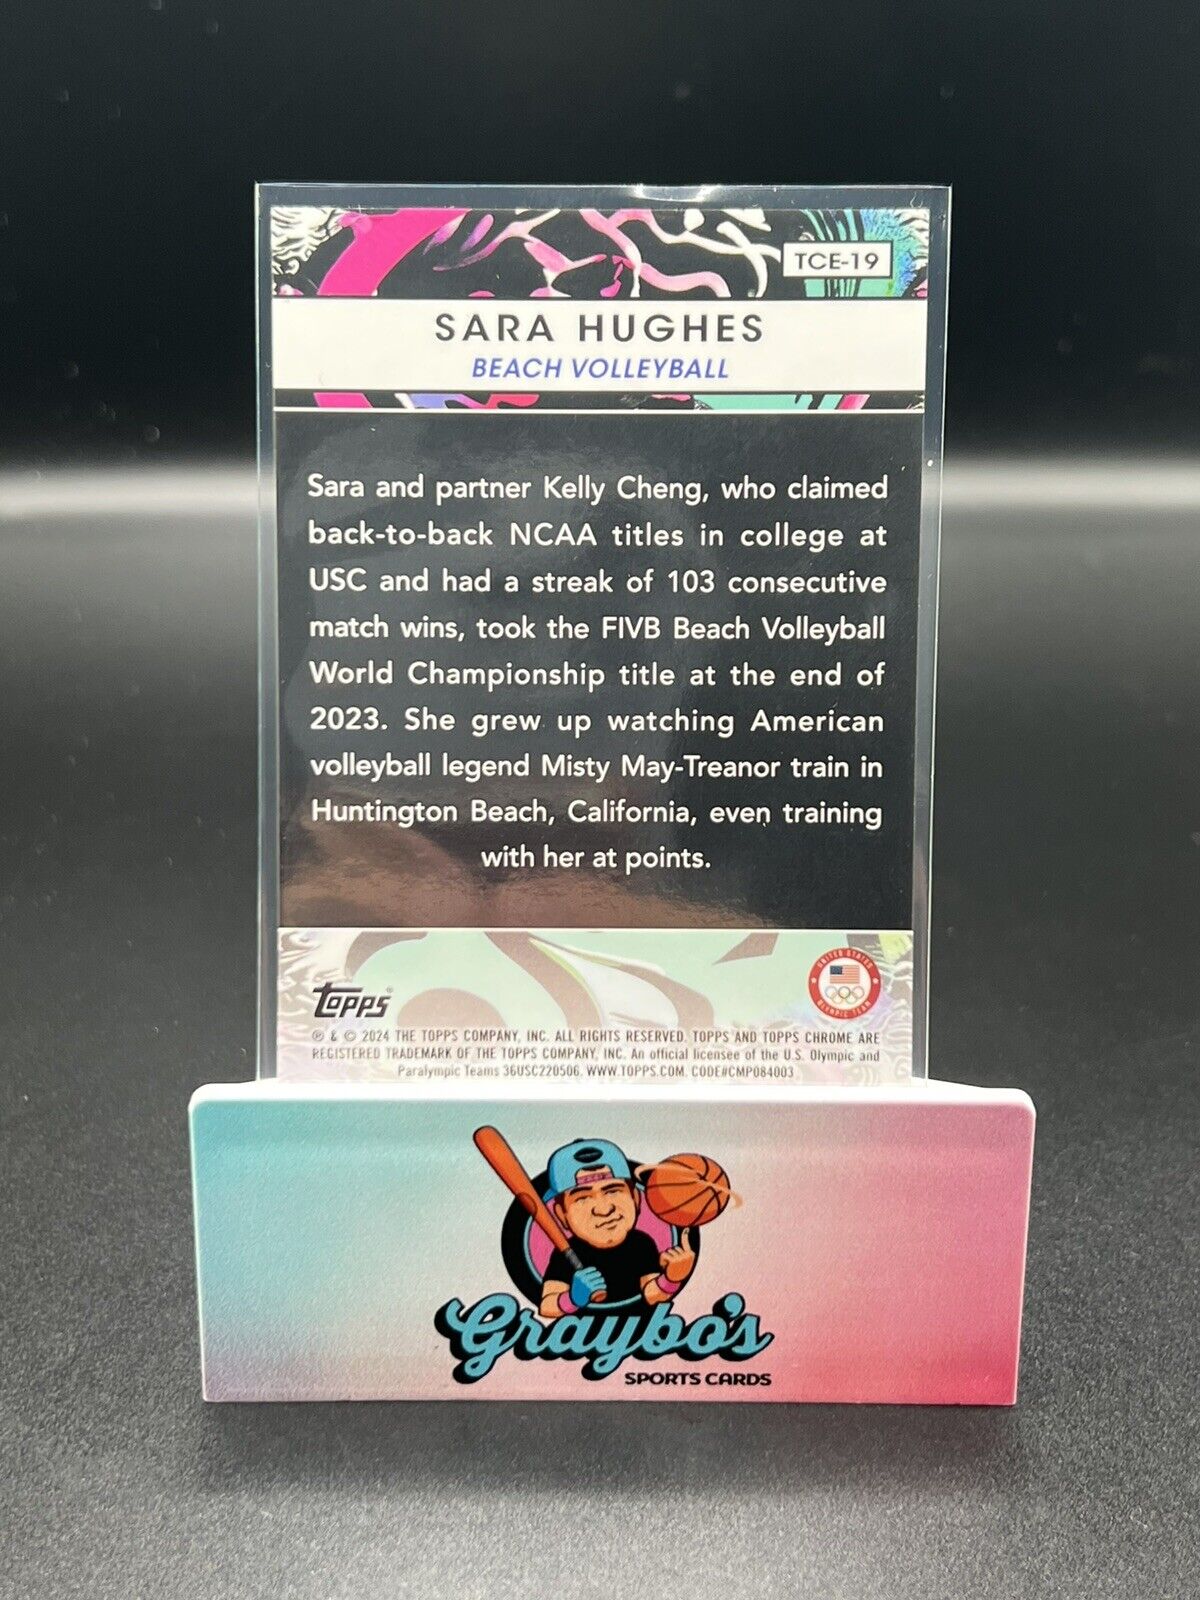 TCE-19
SARA HUGHES
BEACH VOLLEYBALL
Sara and partner Kelly Cheng, who claimed
back-to-back NCAA titles in college at
USC and had a streak of 103 consecutive
match wins, took the FIVB Beach Volleyball
World Championship title at the end of
2023. She grew up watching American
volleyball legend Misty May-Treanor train in
Huntington Beach, California, even training
with her at points.
UNITED STATES
OLYMPIC TEAM
TOPPS®
℗ & © 2024 THE TOPPS COMPANY, INC. ALL RIGHTS RESERVED. TOPPS AND TOPPS CHROME ARE
REGISTERED TRADEMARK OF THE TOPPS COMPANY, INC. An official licensee of the U.S. Olympic and
Paralympic Teams 36USC220506. WWW.TOPPS.COM. CODE#CMP084003
Graybo's
SPORTS CARDS